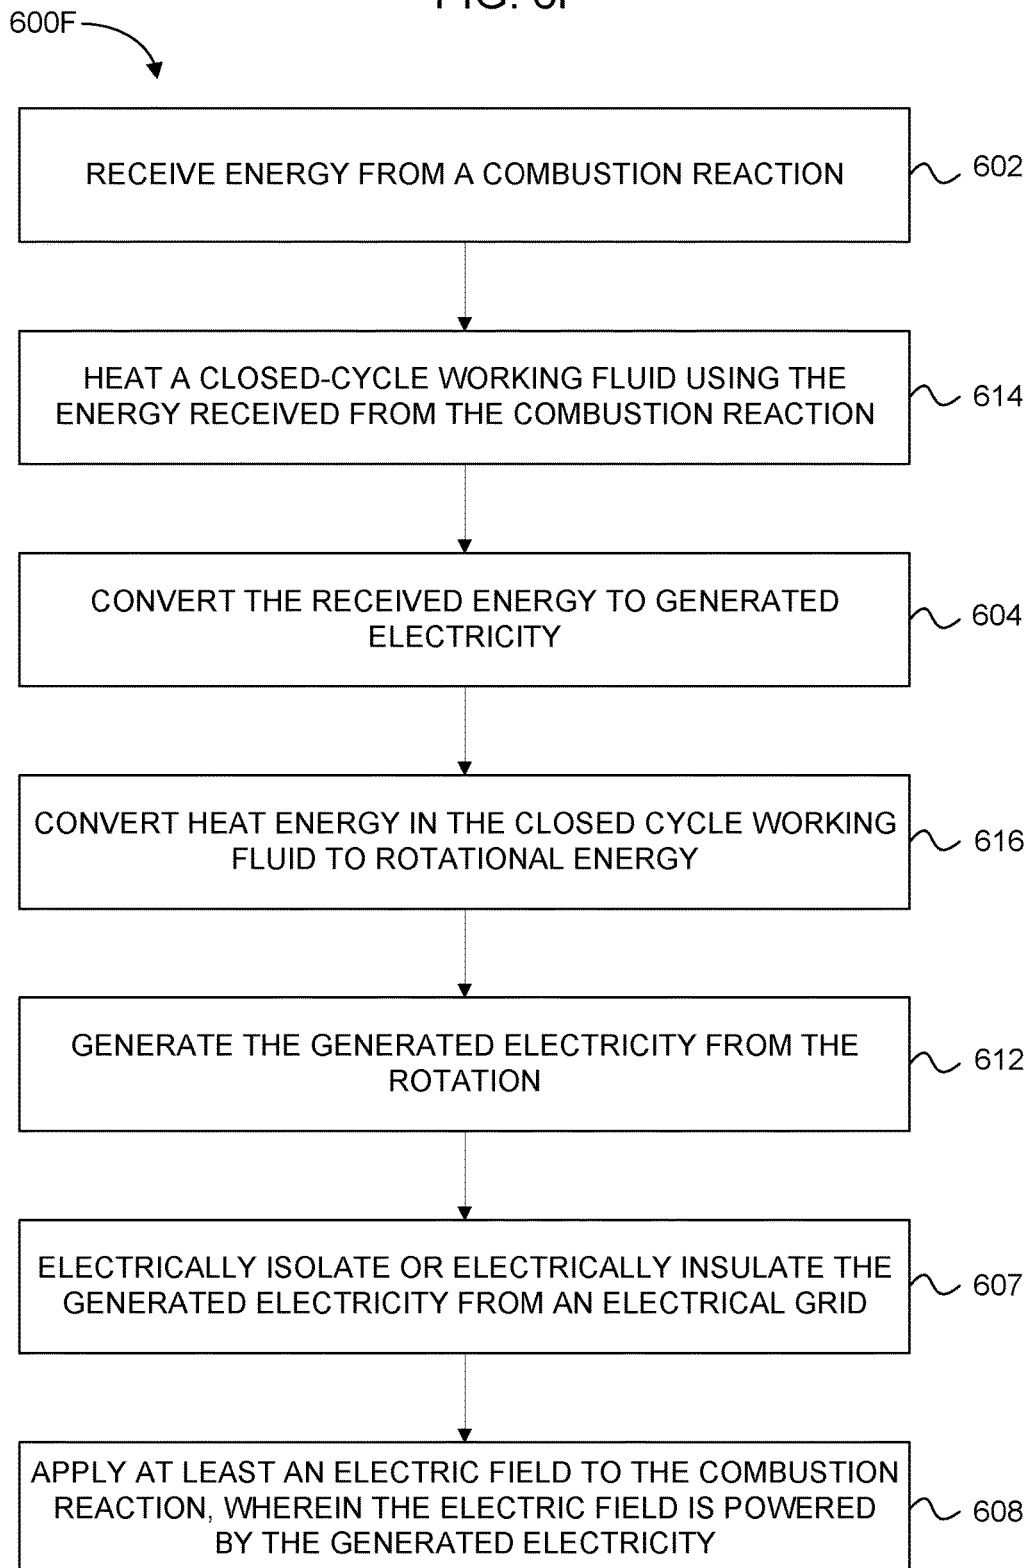 600F
RECEIVE ENERGY FROM A COMBUSTION REACTION
602
HEAT A CLOSED-CYCLE WORKING FLUID USING THE
ENERGY RECEIVED FROM THE COMBUSTION REACTION
614
CONVERT THE RECEIVED ENERGY TO GENERATED
ELECTRICITY
604
CONVERT HEAT ENERGY IN THE CLOSED CYCLE WORKING
FLUID TO ROTATIONAL ENERGY
616
GENERATE THE GENERATED ELECTRICITY FROM THE
ROTATION
612
ELECTRICALLY ISOLATE OR ELECTRICALLY INSULATE THE
GENERATED ELECTRICITY FROM AN ELECTRICAL GRID
607
APPLY AT LEAST AN ELECTRIC FIELD TO THE COMBUSTION
REACTION, WHEREIN THE ELECTRIC FIELD IS POWERED
BY THE GENERATED ELECTRICITY
608